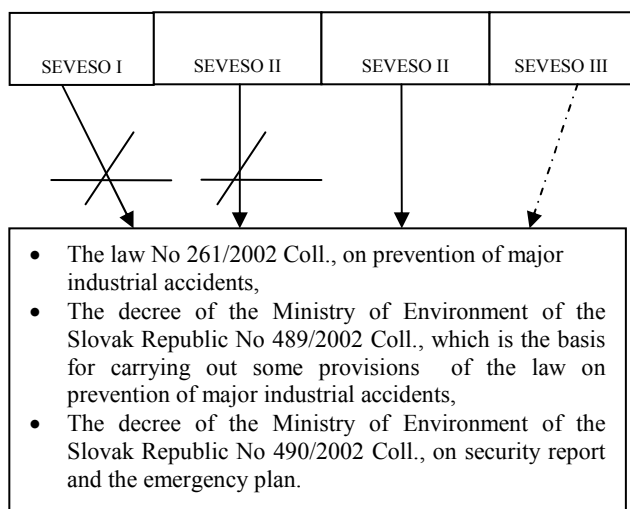 SEVESO I SEVESO II SEVESO II SEVESO III
• The law No 261/2002 Coll., on prevention of major
industrial accidents,
• The decree of the Ministry of Environment of the
Slovak Republic No 489/2002 Coll., which is the basis
for carrying out some provisions of the law on
prevention of major industrial accidents,
• The decree of the Ministry of Environment of the
Slovak Republic No 490/2002 Coll., on security report
and the emergency plan.